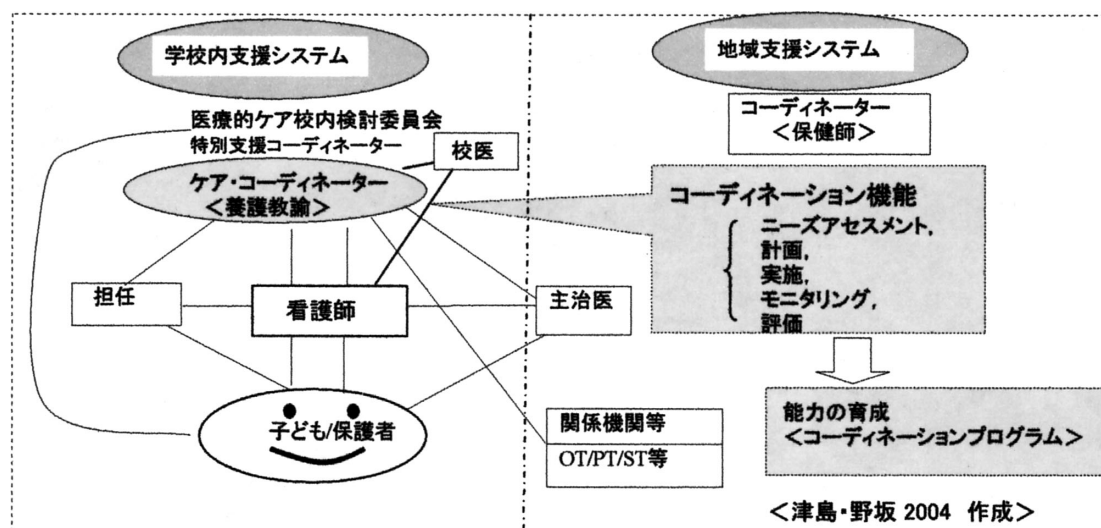 学校内支援システム
医療的ケア校内検討委員会
特別支援コーディネーター
校医
ケア・コーディネーター
＜養護教諭＞
担任
看護師
主治医
子ども/保護者
関係機関等
OT/PT/ST等
地域支援システム
コーディネーター
＜保健師＞
コーディネーション機能
ニーズアセスメント,
計画,
実施,
モニタリング,
評価
能力の育成
＜コーディネーションプログラム＞
＜津島・野坂 2004 作成＞